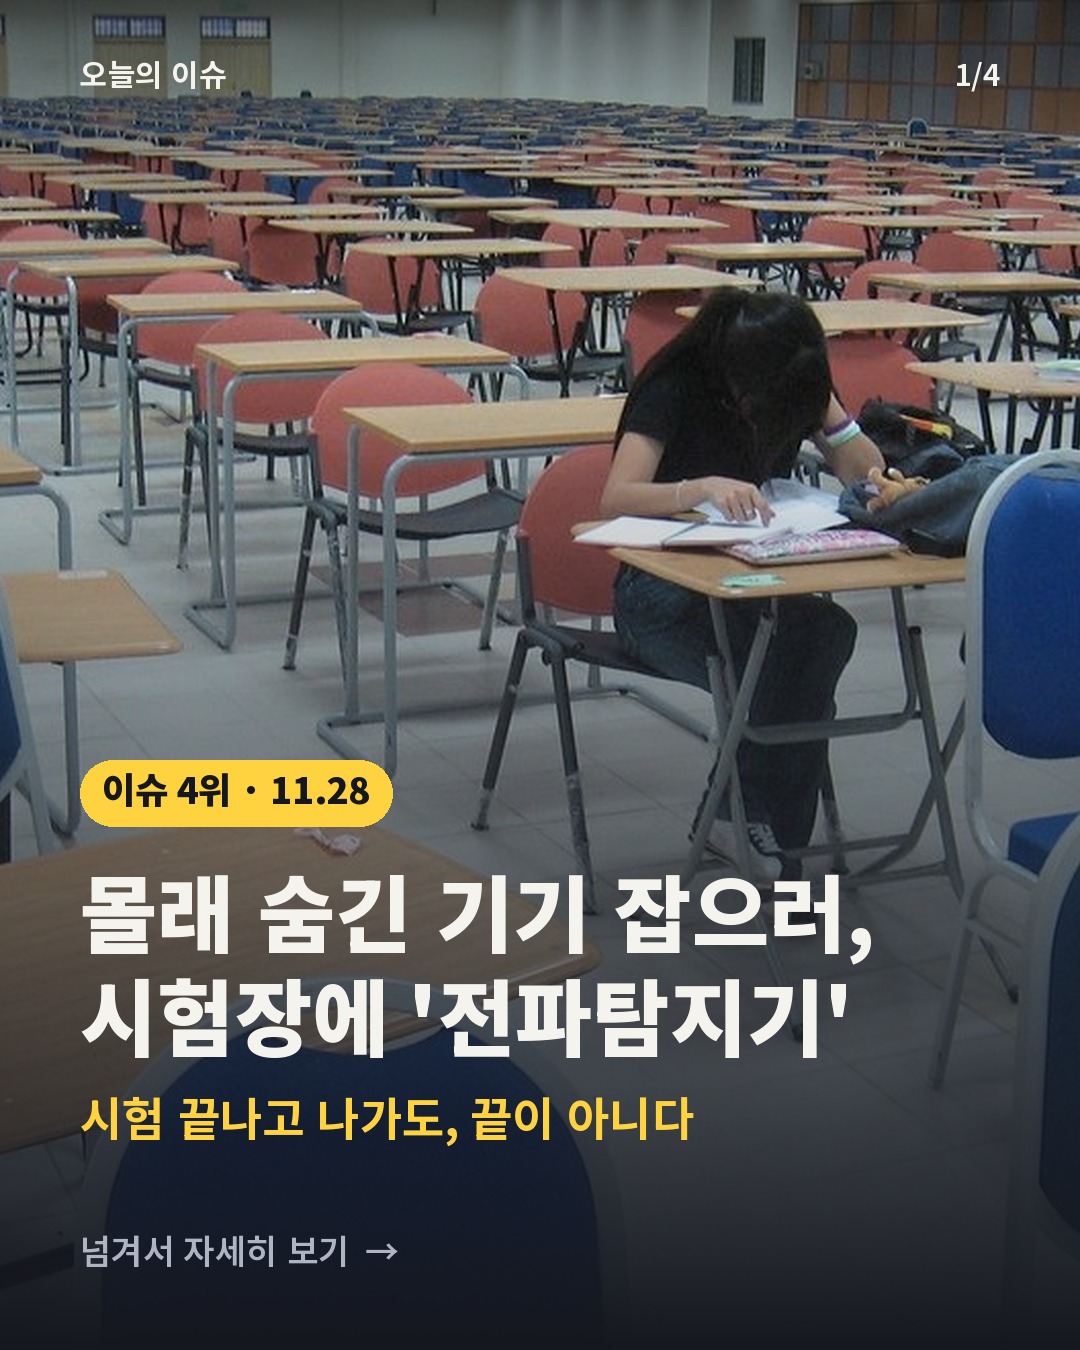 오늘의 이슈
1/4
이슈 4위 · 11.28
몰래 숨긴 기기 잡으러,
시험장에 '전파탐지기'
시험 끝나고 나가도, 끝이 아니다
넘겨서 자세히 보기 →